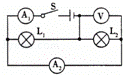 A₁ S V
L₁ L₂
A₂